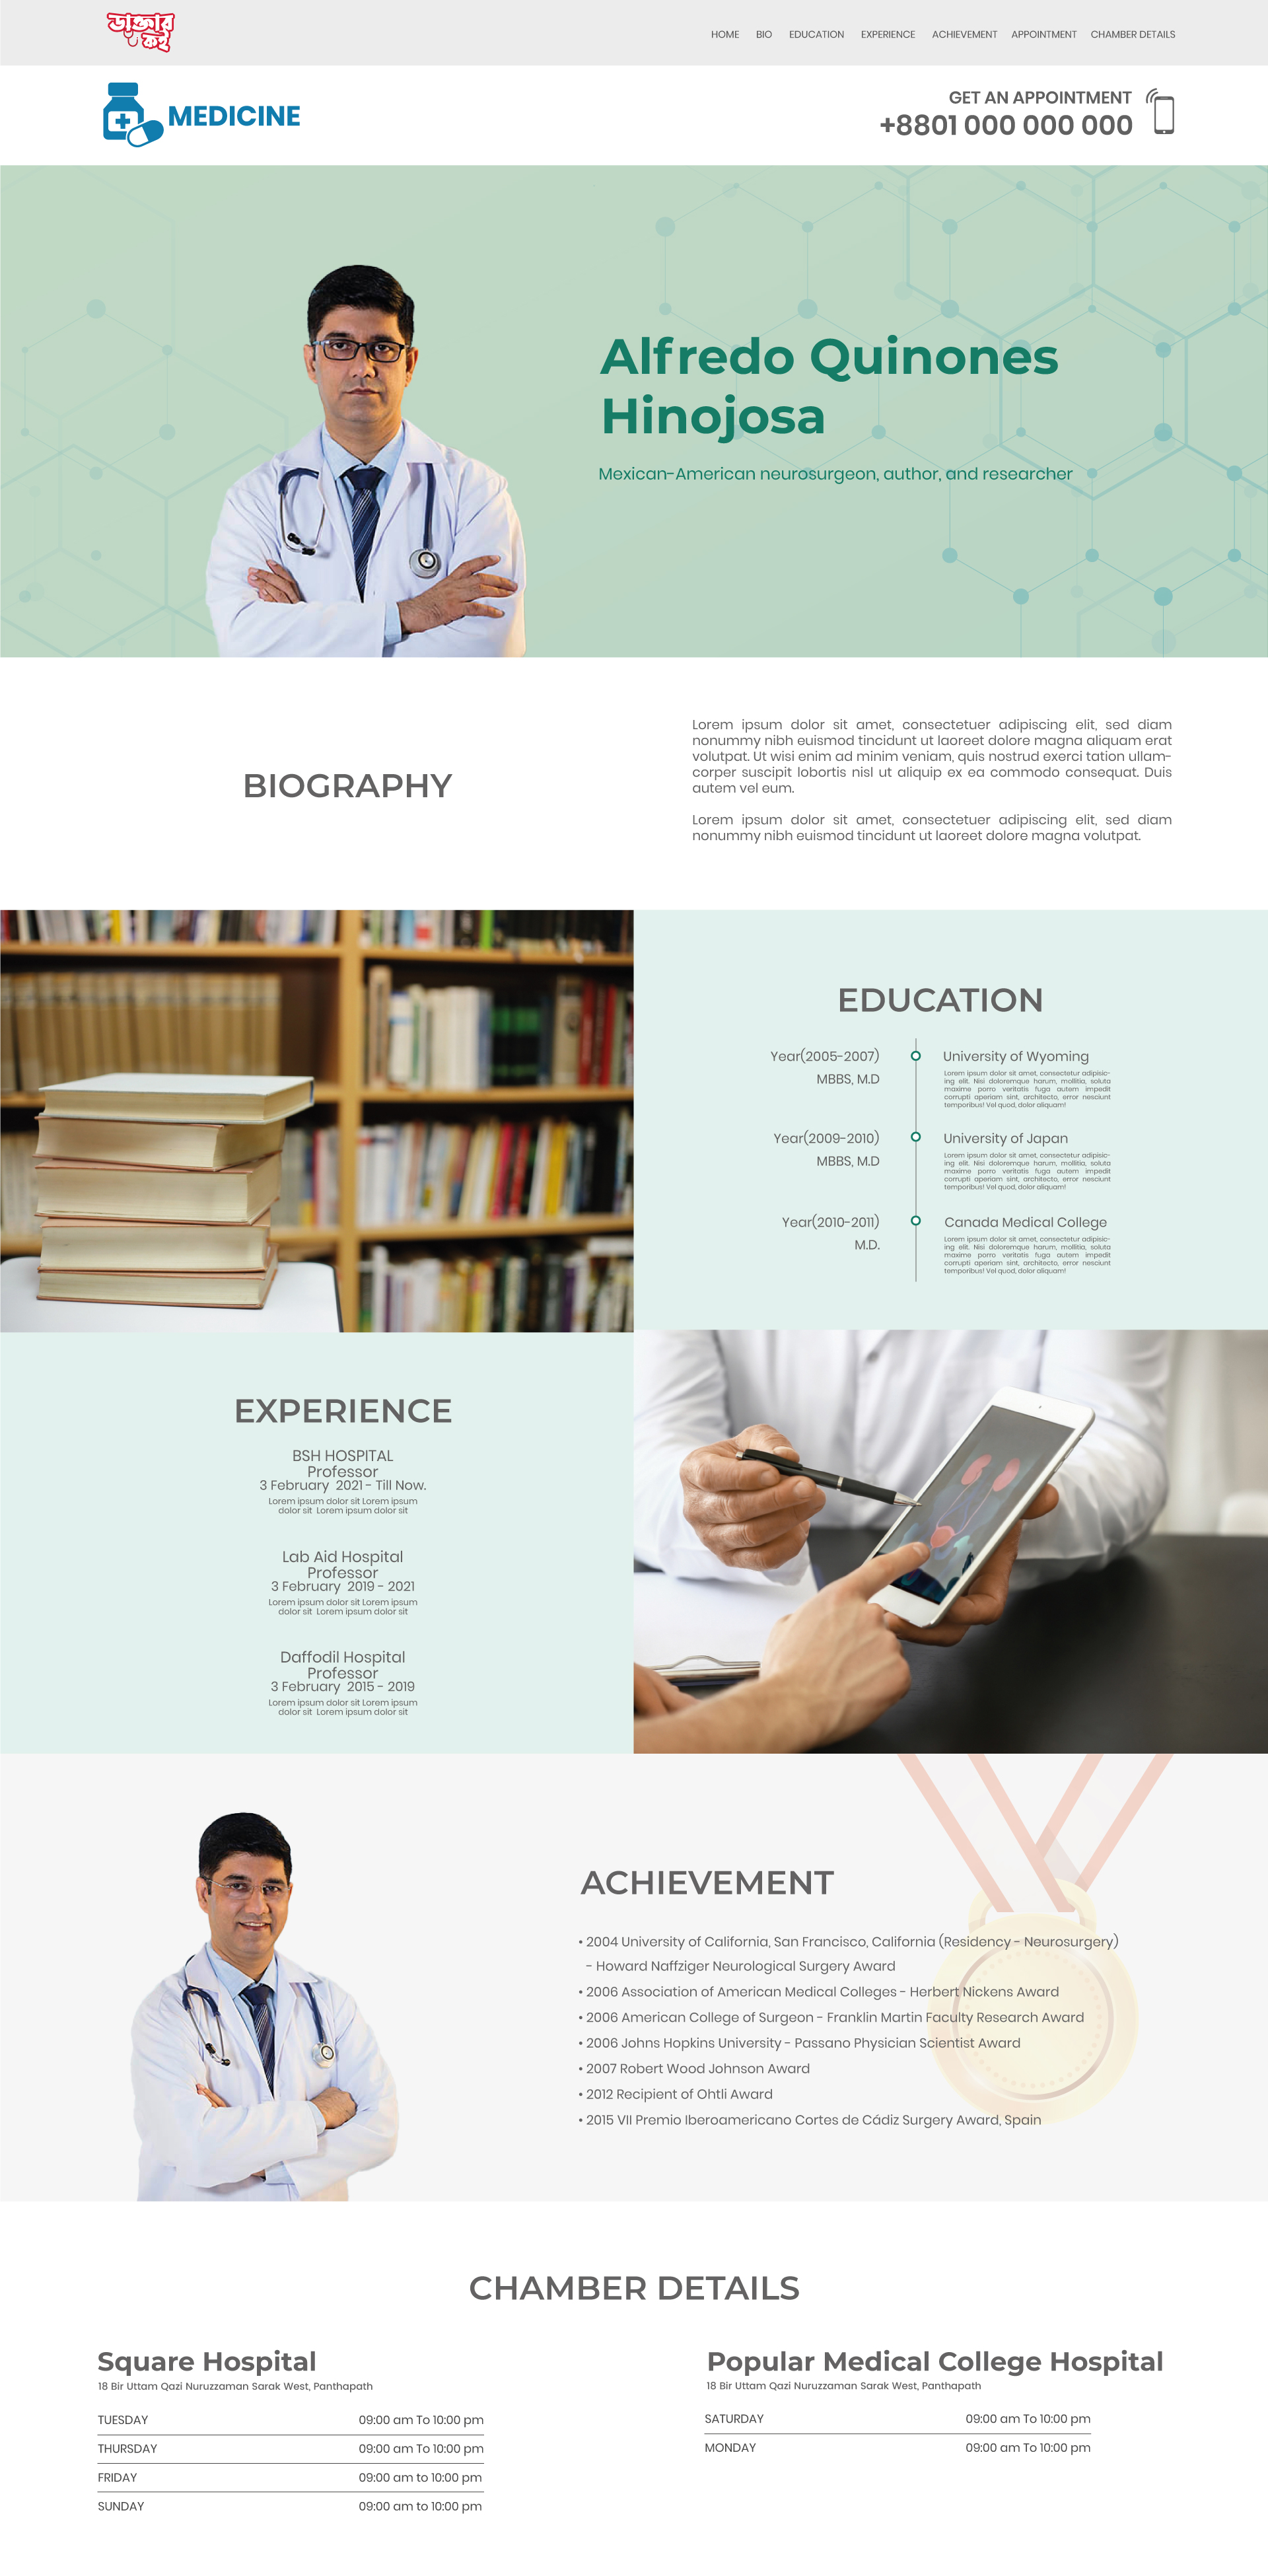 ডাক্তার
কই
HOME BIO EDUCATION EXPERIENCE ACHIEVEMENT APPOINTMENT CHAMBER DETAILS
MEDICINE
GET AN APPOINTMENT
+8801 000 000 000
Alfredo Quinones
Hinojosa
Mexican-American neurosurgeon, author, and researcher
BIOGRAPHY
Lorem ipsum dolor sit amet, consectetuer adipiscing elit, sed diam
nonummy nibh euismod tincidunt ut laoreet dolore magna aliquam erat
volutpat. Ut wisi enim ad minim veniam, quis nostrud exerci tation ullam-
corper suscipit lobortis nisl ut aliquip ex ea commodo consequat. Duis
autem vel eum.
Lorem ipsum dolor sit amet, consectetuer adipiscing elit, sed diam
nonummy nibh euismod tincidunt ut laoreet dolore magna volutpat.
EDUCATION
Year(2005-2007)
MBBS, M.D
University of Wyoming
Lorem ipsum dolor sit amet, consectetur adipisic-
ing elit. Nisi doloremque harum, mollitia, soluta
maxime porro veritatis fuga autem impedit
corrupti aperiam sint, architecto, error nesciunt
temporibus! Vel quod, dolor aliquam!
Year(2009-2010)
MBBS, M.D
University of Japan
Lorem ipsum dolor sit amet, consectetur adipisic-
ing elit. Nisi doloremque harum, mollitia, soluta
maxime porro veritatis fuga autem impedit
corrupti aperiam sint, architecto, error nesciunt
temporibus! Vel quod, dolor aliquam!
Year(2010-2011)
M.D.
Canada Medical College
Lorem ipsum dolor sit amet, consectetur adipisic-
ing elit. Nisi doloremque harum, mollitia, soluta
maxime porro veritatis fuga autem impedit
corrupti aperiam sint, architecto, error nesciunt
temporibus! Vel quod, dolor aliquam!
EXPERIENCE
BSH HOSPITAL
Professor
3 February 2021 - Till Now.
Lorem ipsum dolor sit Lorem ipsum
dolor sit Lorem ipsum dolor sit
Lab Aid Hospital
Professor
3 February 2019 - 2021
Lorem ipsum dolor sit Lorem ipsum
dolor sit Lorem ipsum dolor sit
Daffodil Hospital
Professor
3 February 2015 - 2019
Lorem ipsum dolor sit Lorem ipsum
dolor sit Lorem ipsum dolor sit
ACHIEVEMENT
• 2004 University of California, San Francisco, California (Residency - Neurosurgery)
- Howard Naffziger Neurological Surgery Award
• 2006 Association of American Medical Colleges - Herbert Nickens Award
• 2006 American College of Surgeon - Franklin Martin Faculty Research Award
• 2006 Johns Hopkins University - Passano Physician Scientist Award
• 2007 Robert Wood Johnson Award
• 2012 Recipient of Ohtli Award
• 2015 VII Premio Iberoamericano Cortes de Cádiz Surgery Award, Spain
CHAMBER DETAILS
Square Hospital
18 Bir Uttam Qazi Nuruzzaman Sarak West, Panthapath
TUESDAY 09:00 am To 10:00 pm
THURSDAY 09:00 am To 10:00 pm
FRIDAY 09:00 am to 10:00 pm
SUNDAY 09:00 am to 10:00 pm
Popular Medical College Hospital
18 Bir Uttam Qazi Nuruzzaman Sarak West, Panthapath
SATURDAY 09:00 am To 10:00 pm
MONDAY 09:00 am To 10:00 pm